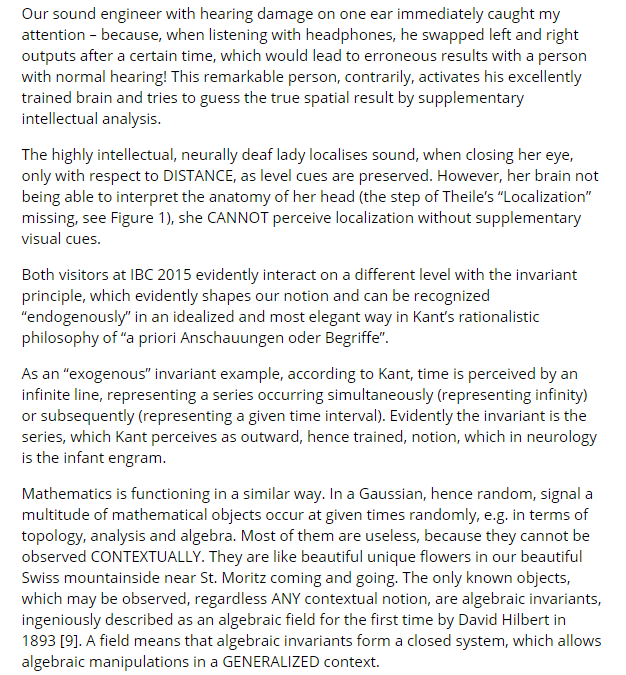 Our sound engineer with hearing damage on one ear immediately caught my
attention – because, when listening with headphones, he swapped left and right
outputs after a certain time, which would lead to erroneous results with a person
with normal hearing! This remarkable person, contrarily, activates his excellently
trained brain and tries to guess the true spatial result by supplementary
intellectual analysis.
The highly intellectual, neurally deaf lady localises sound, when closing her eye,
only with respect to DISTANCE, as level cues are preserved. However, her brain not
being able to interpret the anatomy of her head (the step of Theile's “Localization”
missing, see Figure 1), she CANNOT perceive localization without supplementary
visual cues.
Both visitors at IBC 2015 evidently interact on a different level with the invariant
principle, which evidently shapes our notion and can be recognized
“endogenously” in an idealized and most elegant way in Kant's rationalistic
philosophy of “a priori Anschauungen oder Begriffe”.
As an “exogenous” invariant example, according to Kant, time is perceived by an
infinite line, representing a series occurring simultaneously (representing infinity)
or subsequently (representing a given time interval). Evidently the invariant is the
series, which Kant perceives as outward, hence trained, notion, which in neurology
is the infant engram.
Mathematics is functioning in a similar way. In a Gaussian, hence random, signal a
multitude of mathematical objects occur at given times randomly, e.g. in terms of
topology, analysis and algebra. Most of them are useless, because they cannot be
observed CONTEXTUALLY. They are like beautiful unique flowers in our beautiful
Swiss mountainside near St. Moritz coming and going. The only known objects,
which may be observed, regardless ANY contextual notion, are algebraic invariants,
ingeniously described as an algebraic field for the first time by David Hilbert in
1893 [9]. A field means that algebraic invariants form a closed system, which allows
algebraic manipulations in a GENERALIZED context.